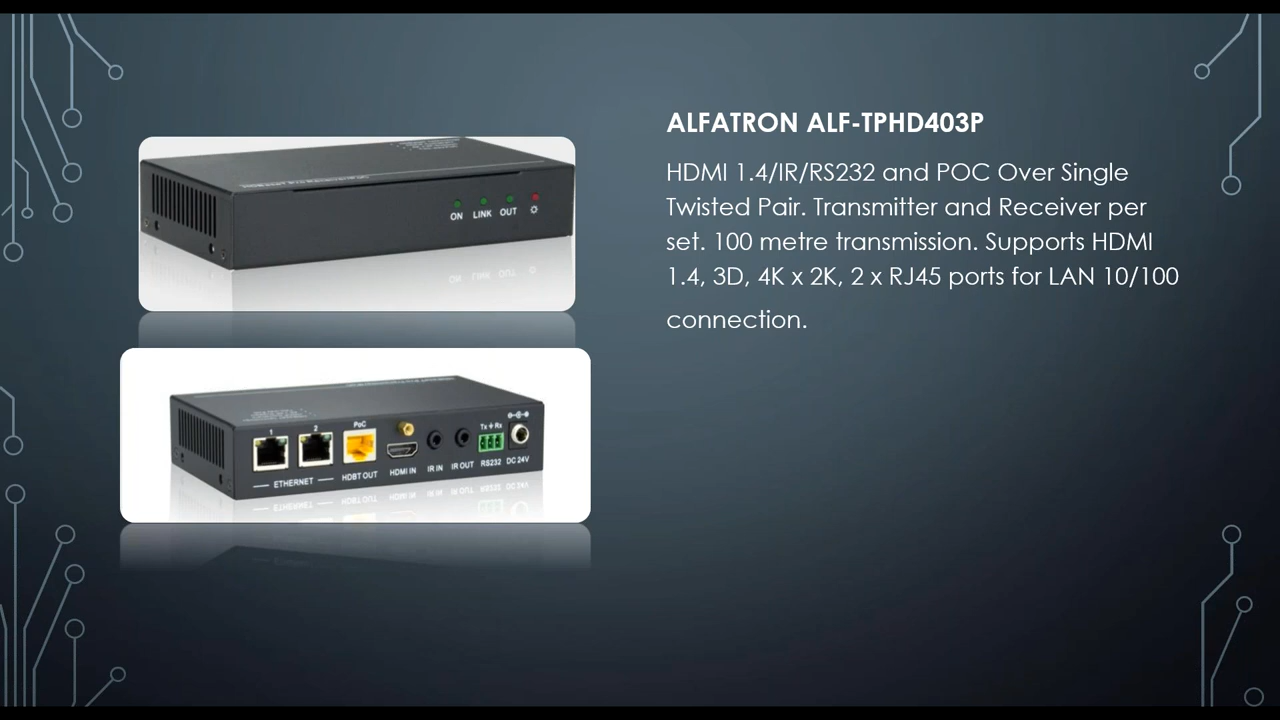 ALFATRON ALF-TPHD403P
HDMI 1.4/IR/RS232 and POC Over Single
Twisted Pair. Transmitter and Receiver per
set. 100 metre transmission. Supports HDMI
1.4, 3D, 4K x 2K, 2 x RJ45 ports for LAN 10/100
connection.
ON LINK OUT
1 2 PoC Tx Rx
ETHERNET HDBT OUT HDMI IN IR IN IR OUT RS232 DC 24V